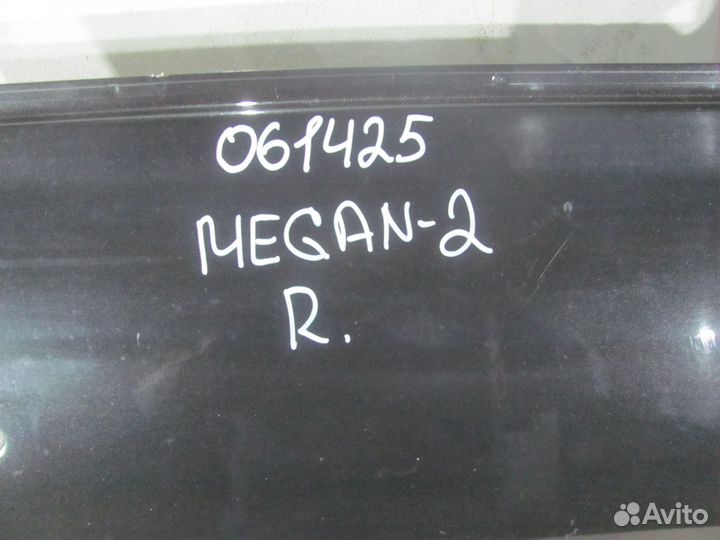 061425
MEGAN-2
R.
Avito